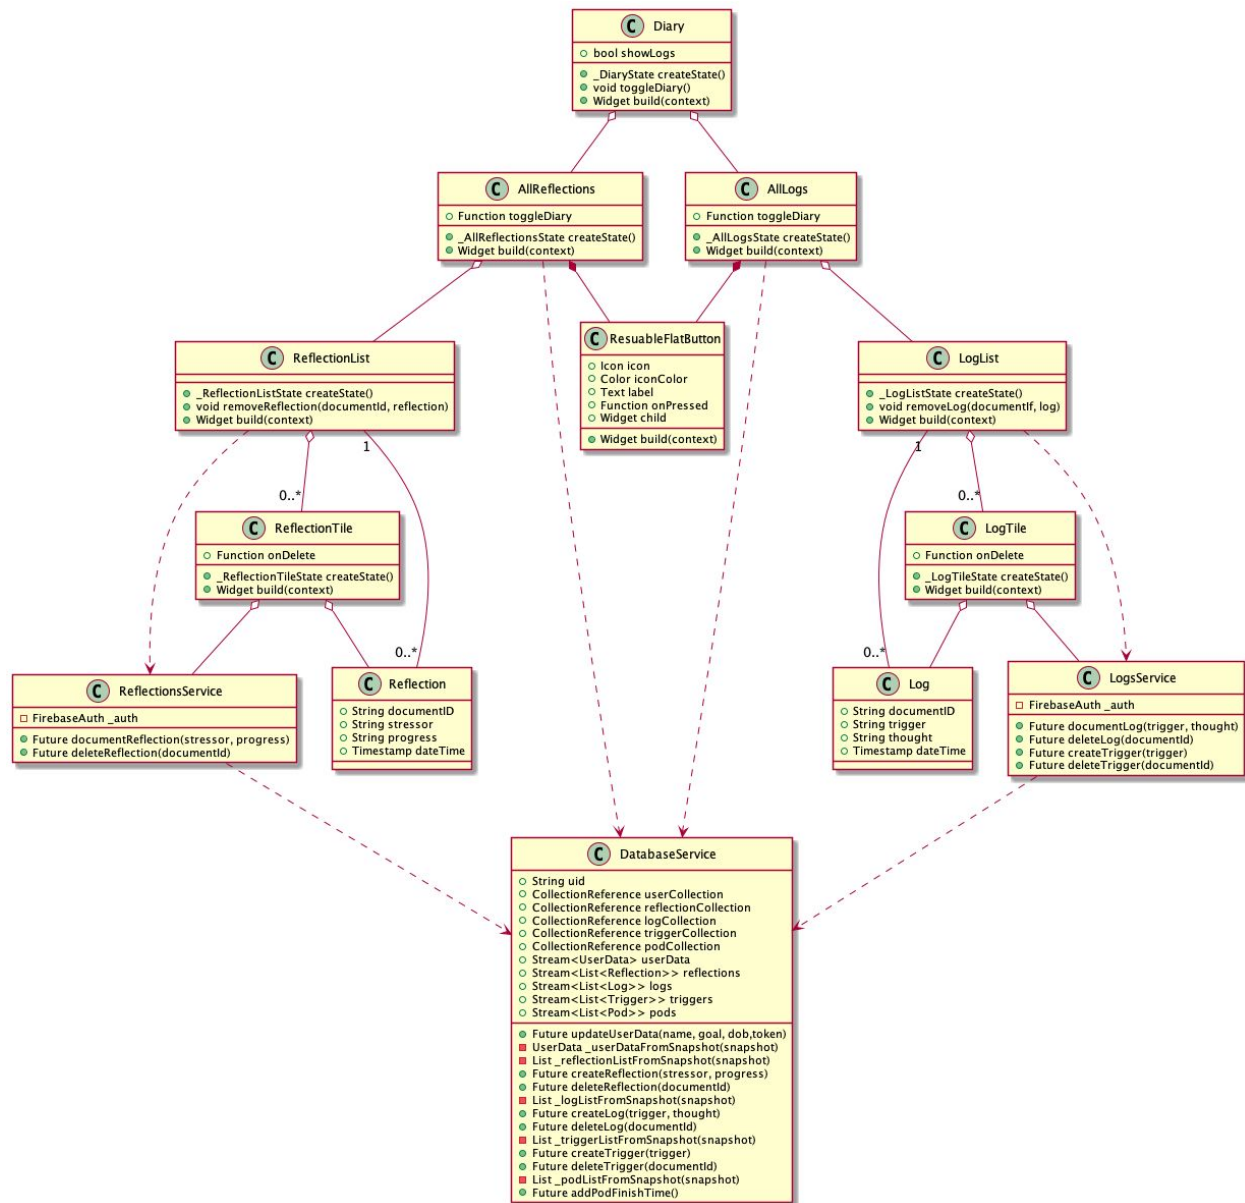 C Diary
bool showLogs
_DiaryState createState()
void toggleDiary()
Widget build(context)
C AllReflections
Function toggleDiary
_AllReflectionsState createState()
Widget build(context)
C AllLogs
Function toggleDiary
_AllLogsState createState()
Widget build(context)
C ReflectionList
_ReflectionListState createState()
void removeReflection(documentId, reflection)
Widget build(context)
C ResuableFlatButton
Icon icon
Color iconColor
Text label
Function onPressed
Widget child
Widget build(context)
C LogList
_LogListState createState()
void removeLog(documentIf, log)
Widget build(context)
1
1
0..*
0..*
C ReflectionTile
Function onDelete
_ReflectionTileState createState()
Widget build(context)
C LogTile
Function onDelete
_LogTileState createState()
Widget build(context)
0..*
0..*
C ReflectionsService
FirebaseAuth _auth
Future documentReflection(stressor, progress)
Future deleteReflection(documentId)
C Reflection
String documentID
String stressor
String progress
Timestamp dateTime
C Log
String documentID
String trigger
String thought
Timestamp dateTime
C LogsService
FirebaseAuth _auth
Future documentLog(trigger, thought)
Future deleteLog(documentId)
Future createTrigger(trigger)
Future deleteTrigger(documentId)
C DatabaseService
String uid
CollectionReference userCollection
CollectionReference reflectionCollection
CollectionReference logCollection
CollectionReference triggerCollection
CollectionReference podCollection
Stream<UserData> userData
Stream<List<Reflection>> reflections
Stream<List<Log>> logs
Stream<List<Trigger>> triggers
Stream<List<Pod>> pods
Future updateUserData(name, goal, dob,token)
UserData _userDataFromSnapshot(snapshot)
List _reflectionListFromSnapshot(snapshot)
Future createReflection(stressor, progress)
Future deleteReflection(documentId)
List _logListFromSnapshot(snapshot)
Future createLog(trigger, thought)
Future deleteLog(documentId)
List _triggerListFromSnapshot(snapshot)
Future createTrigger(trigger)
Future deleteTrigger(documentId)
List _podListFromSnapshot(snapshot)
Future addPodFinishTime()